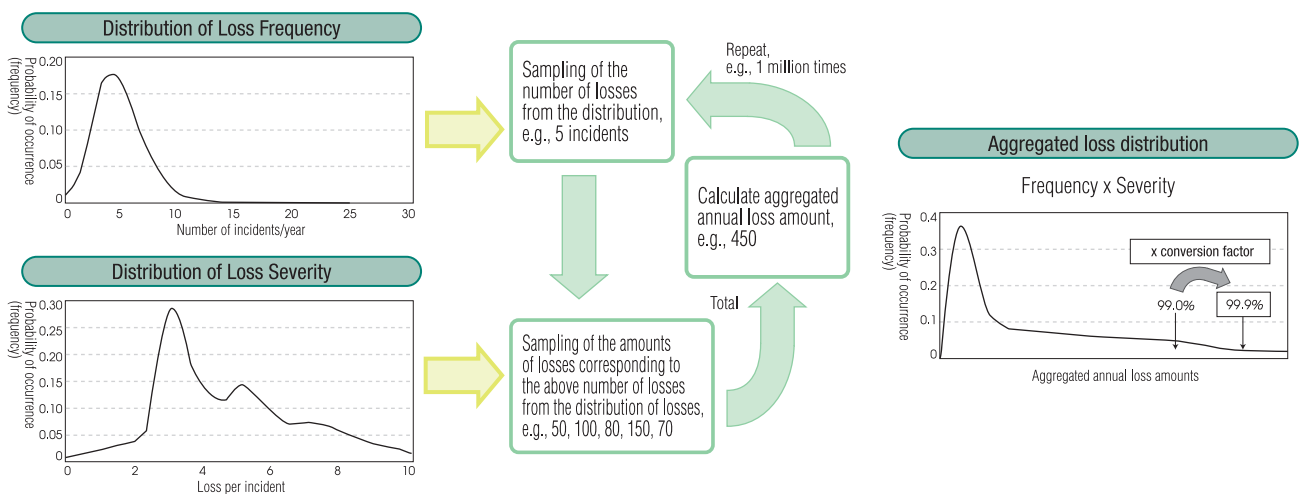 Distribution of Loss Frequency
Probability of occurrence
(frequency)
0.20
0.15
0.10
0.05
0
0 5 10 15 20 25 30
Number of incidents/year
Distribution of Loss Severity
Probability of occurrence
(frequency)
0.30
0.25
0.20
0.15
0.10
0.05
0
0 2 4 6 8 10
Loss per incident
Sampling of the
number of losses
from the distribution,
e.g., 5 incidents
Sampling of the amounts
of losses corresponding to
the above number of losses
from the distribution of losses,
e.g., 50, 100, 80, 150, 70
Total
Calculate aggregated
annual loss amount,
e.g., 450
Repeat,
e.g., 1 million times
Aggregated loss distribution
Frequency x Severity
Probability of occurrence
(frequency)
0.4
0.3
0.2
0.1
0
x conversion factor
99.0% 99.9%
Aggregated annual loss amounts